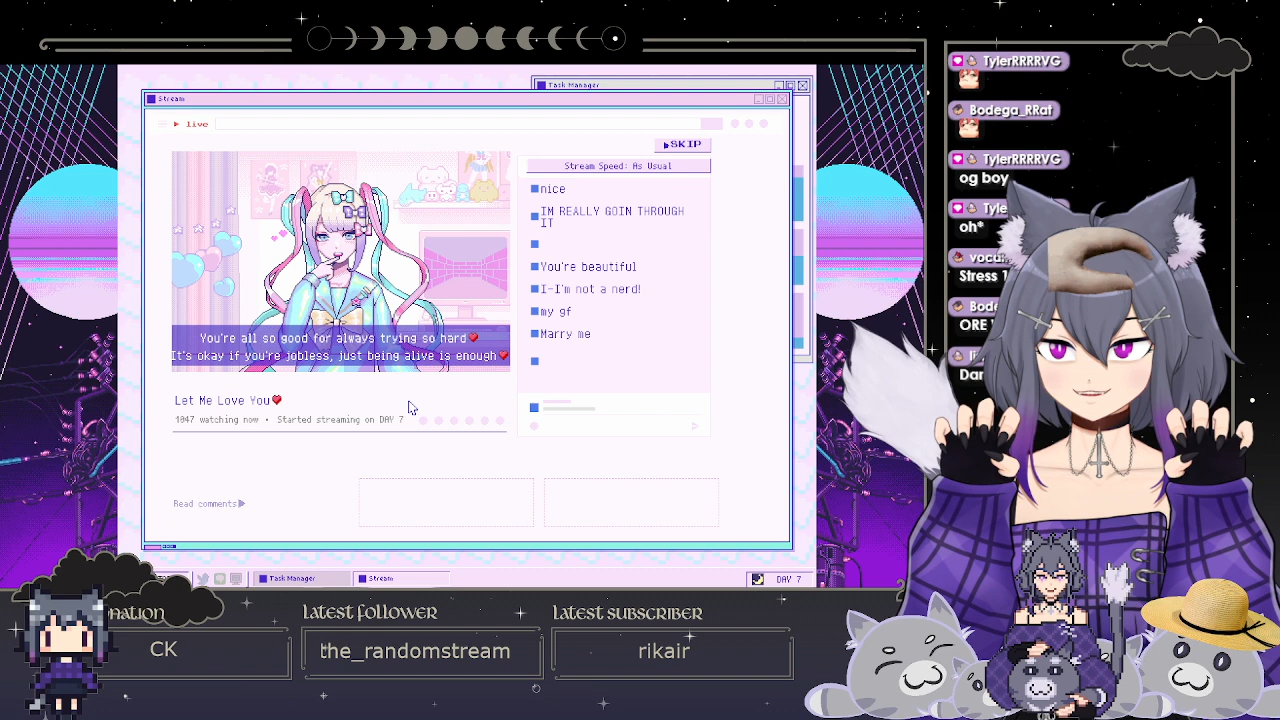 Task Manager
Stream
live
SKIP
Stream Speed: As Usual
nice
IM REALLY GOIN THROUGH
IT
You're beautiful
I-I'm not a nerd!
my gf
Marry me
You're all so good for always trying so hard
It's okay if you're jobless, just being alive is enough
Let Me Love You
1047 watching now • Started streaming on DAY 7
Read comments
Task Manager
Stream
DAY 7
TylerRRRRVG
Bodega_RRat
TylerRRRRVG
og boy
Tyle
oh*
Stress 1
Bode
ORE
Dar
Latest follower
Latest subscriber
CK
the_randomstream
rikair